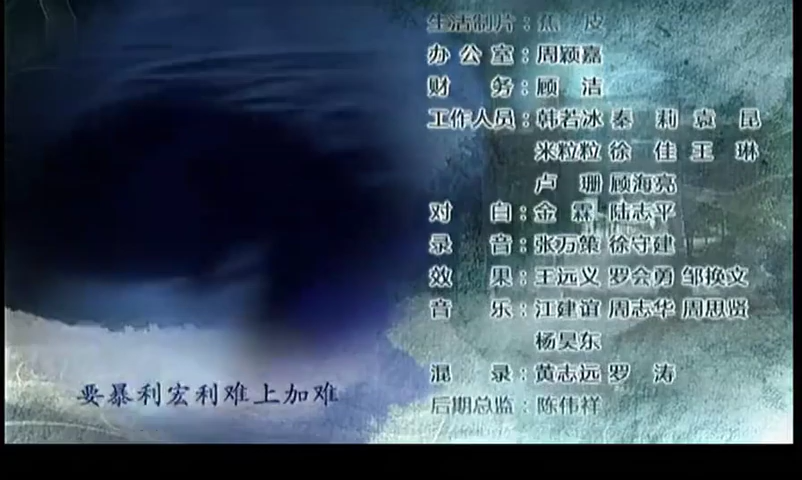 生活制片：焦 皮
办公室：周颖嘉
财 务：顾 洁
工作人员：韩若冰 秦 莉 袁 昆
米粒粒 徐 佳 王 琳
卢 珊 顾海亮
对 白：金 霖 陆志平
录 音：张万策 徐守建
效 果：王远义 罗会勇 邹换文
音 乐：江建谊 周志华 周思贤
杨昊东
混 录：黄志远 罗 涛
后期总监：陈伟祥
要暴利宏利难上加难